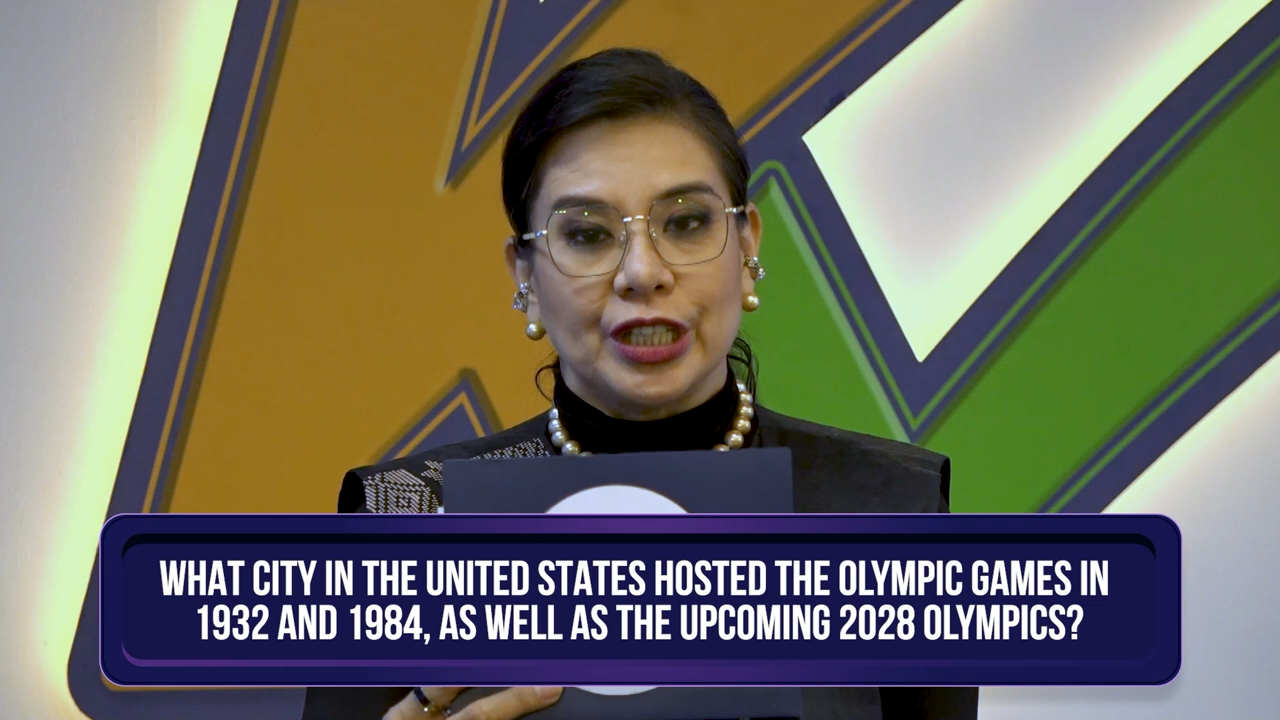 WHAT CITY IN THE UNITED STATES HOSTED THE OLYMPIC GAMES IN
1932 AND 1984, AS WELL AS THE UPCOMING 2028 OLYMPICS?